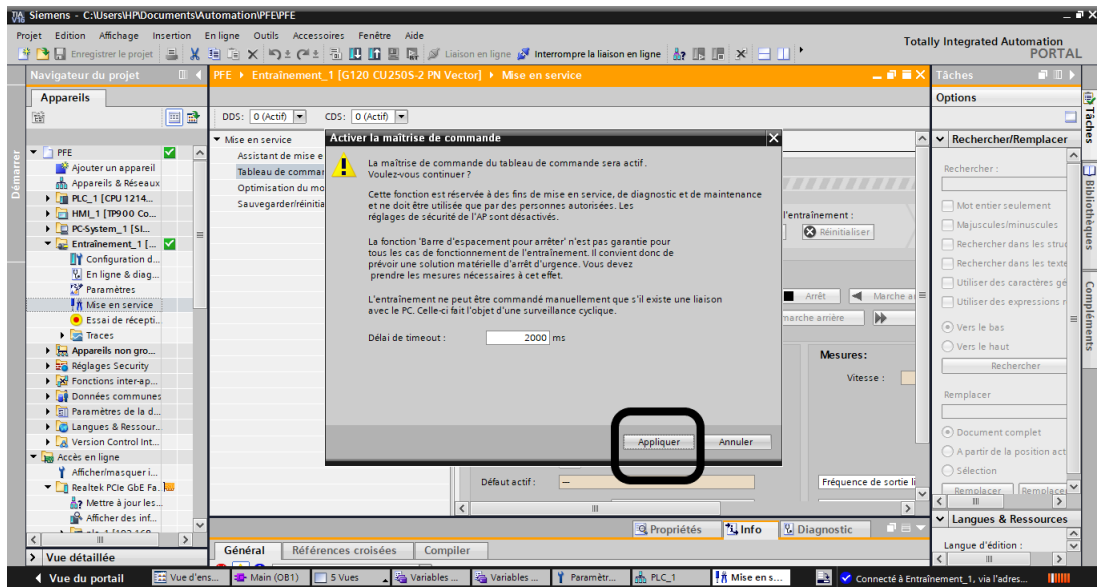 Siemens - C:\Users\HP\Documents\Automation\PFE\PFE
Projet Edition Affichage Insertion En ligne Outils Accessoires Fenêtre Aide
Enregistrer le projet
Liaison en ligne
Interrompre la liaison en ligne
Totally Integrated Automation
PORTAL
Navigateur du projet
PFE Entraînement_1 [G120 CU250S-2 PN Vector] Mise en service
Tâches
Appareils
Options
DDS: 0 (Actif) CDS: 0 (Actif)
Démarrer
PFE
Ajouter un appareil
Appareils & Réseaux
PLC_1 [CPU 1214...
HMI_1 [TP900 Co...
PC-System_1 [SI...
Entraînement_1 [...
Configuration d...
En ligne & diag...
Paramètres
Mise en service
Essai de récepti...
Traces
Appareils non gro...
Réglages Security
Fonctions inter-ap...
Données communes
Paramètres de la d...
Langues & Ressour...
Version Control Int...
Accès en ligne
Afficher/masquer i...
Realtek PCIe GbE Fa...
Mettre à jour les...
Afficher des inf...
Vue détaillée
Mise en service
Assistant de mise e
Tableau de comman
Optimisation du mo
Sauvegarder/réinitia
Activer la maîtrise de commande
La maîtrise de commande du tableau de commande sera actif .
Voulez-vous continuer ?
Cette fonction est réservée à des fins de mise en service, de diagnostic et de maintenance
et ne doit être utilisée que par des personnes autorisées. Les
réglages de sécurité de l'AP sont désactivés.
La fonction 'Barre d'espacement pour arrêter' n'est pas garantie pour
tous les cas de fonctionnement de l'entraînement. Il convient donc de
prévoir une solution matérielle d'arrêt d'urgence. Vous devez
prendre les mesures nécessaires à cet effet.
L'entraînement ne peut être commandé manuellement que s'il existe une liaison
avec le PC. Celle-ci fait l'objet d'une surveillance cyclique.
Délai de timeout : 2000 ms
Appliquer Annuler
l'entraînement :
Réinitialiser
Arrêt Marche a
marche arrière
Mesures:
Vitesse :
Défaut actif : —
Fréquence de sortie li
Propriétés Info Diagnostic
Général Références croisées Compiler
Rechercher/Remplacer
Rechercher :
Mot entier seulement
Majuscules/minuscules
Rechercher dans les struc
Rechercher dans les texte
Utiliser des caractères gé
Utiliser des expressions r
Vers le bas
Vers le haut
Rechercher
Remplacer
Document complet
A partir de la position act
Sélection
Remplacer Remplacer
Langues & Ressources
Langue d'édition :
Tâches
Bibliothèques
Compléments
Vue du portail Vue d'ens... Main (OB1) 5 Vues Variables ... Variables ... Paramètr... PLC_1 Mise en s... Connecté à Entraînement_1, via l'adres...